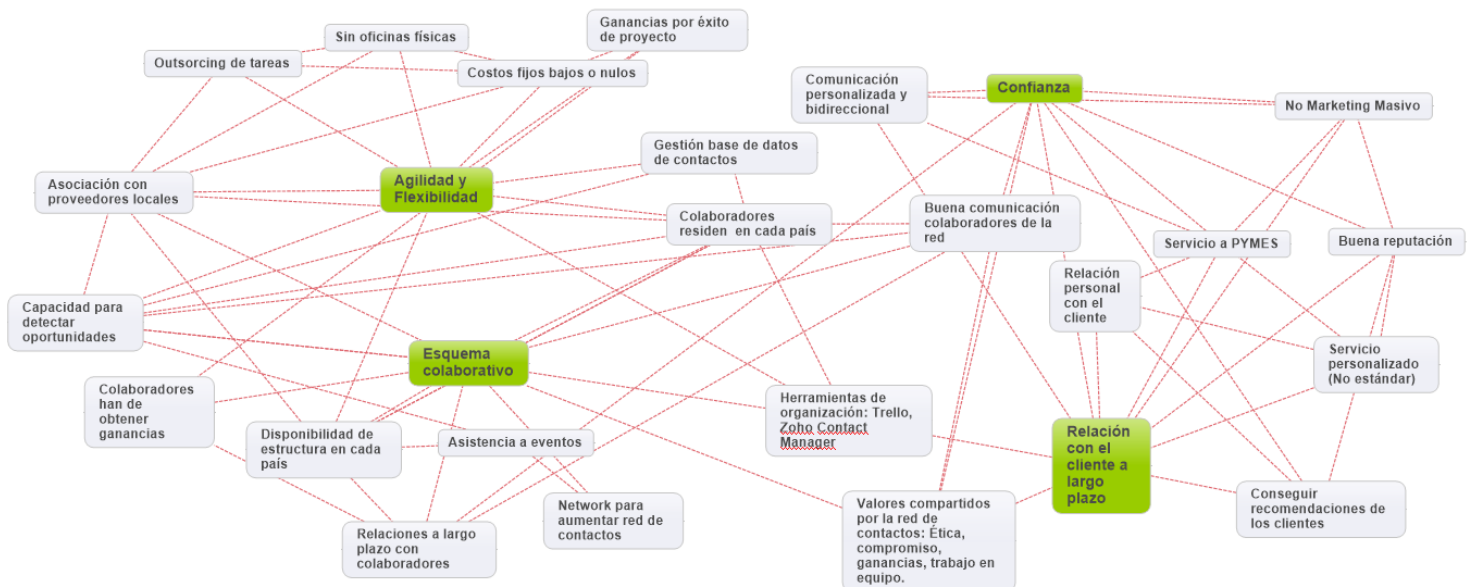 Ganancias por éxito
de proyecto
Sin oficinas físicas
Outsorcing de tareas
Costos fijos bajos o nulos
Comunicación
personalizada y
bidireccional
Confianza
No Marketing Masivo
Gestión base de datos
de contactos
Asociación con
proveedores locales
Agilidad y
Flexibilidad
Colaboradores
residen en cada país
Buena comunicación
colaboradores de la
red
Servicio a PYMES
Buena reputación
Relación
personal
con el
cliente
Capacidad para
detectar
oportunidades
Esquema
colaborativo
Servicio
personalizado
(No estándar)
Colaboradores
han de
obtener
ganancias
Herramientas de
organización: Trello,
Zoho Contact
Manager
Disponibilidad de
estructura en cada
país
Asistencia a eventos
Relación
con el
cliente a
largo
plazo
Network para
aumentar red de
contactos
Relaciones a largo
plazo con
colaboradores
Valores compartidos
por la red de
contactos: Ética,
compromiso,
ganancias, trabajo en
equipo.
Conseguir
recomendaciones de
los clientes